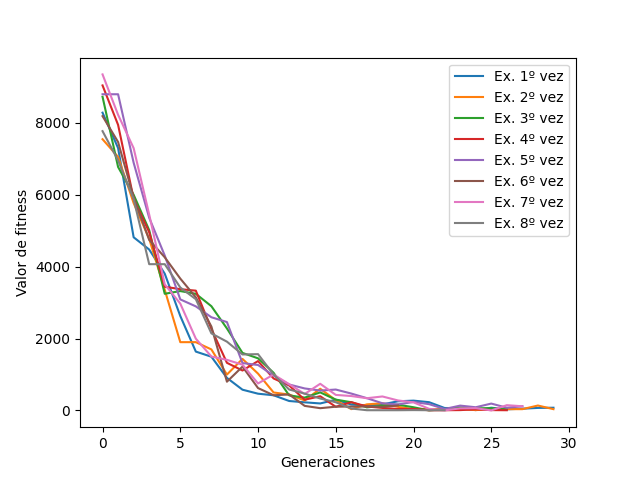 Ex. 1º vez
Ex. 2º vez
Ex. 3º vez
Ex. 4º vez
Ex. 5º vez
Ex. 6º vez
Ex. 7º vez
Ex. 8º vez
Valor de fitness
8000
6000
4000
2000
0
0 5 10 15 20 25 30
Generaciones